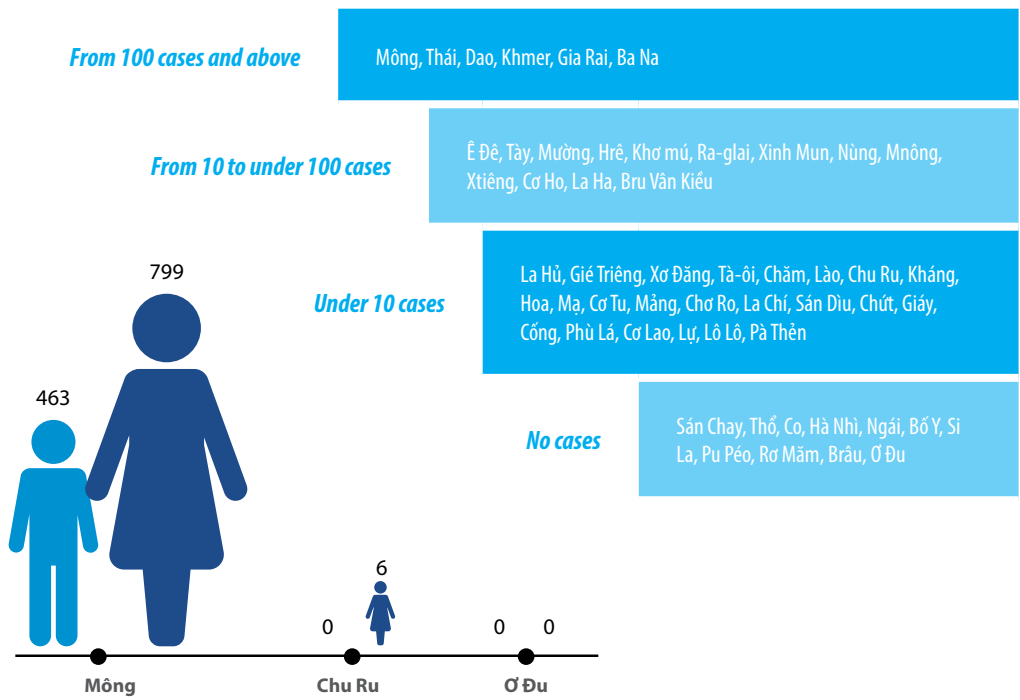 From 100 cases and above
Mông, Thái, Dao, Khmer, Gia Rai, Ba Na
From 10 to under 100 cases
Ê Đê, Tày, Mường, Hrê, Khơ mú, Ra-glai, Xinh Mun, Nùng, Mnông,
Xtiêng, Cơ Ho, La Ha, Bru Vân Kiều
Under 10 cases
La Hủ, Gié Triêng, Xơ Đăng, Tà-ôi, Chăm, Lào, Chu Ru, Kháng,
Hoa, Mạ, Cơ Tu, Mảng, Chơ Ro, La Chí, Sán Dìu, Chứt, Giáy,
Cống, Phù Lá, Cơ Lao, Lự, Lô Lô, Pà Thẻn
No cases
Sán Chay, Thổ, Co, Hà Nhì, Ngái, Bố Y, Si
La, Pu Péo, Rơ Măm, Brâu, Ơ Đu
799
463
6
0
0
0
Mông
Chu Ru
Ơ Đu